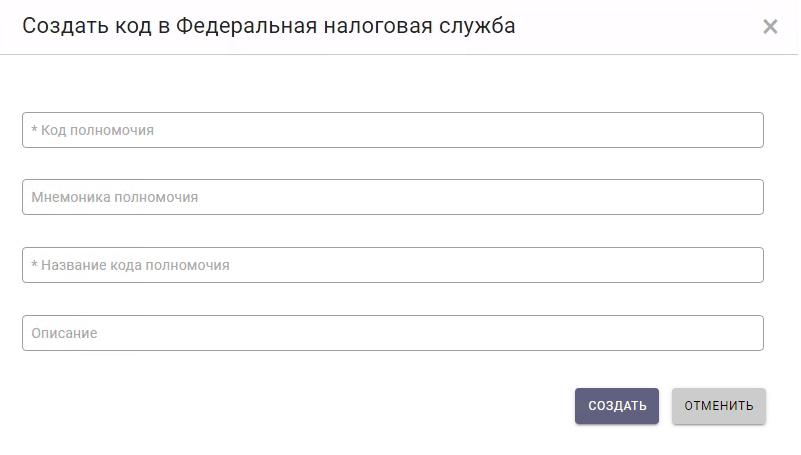 Создать код в Федеральная налоговая служба
* Код полномочия
Мнемоника полномочия
* Название кода полномочия
Описание
СОЗДАТЬ ОТМЕНИТЬ